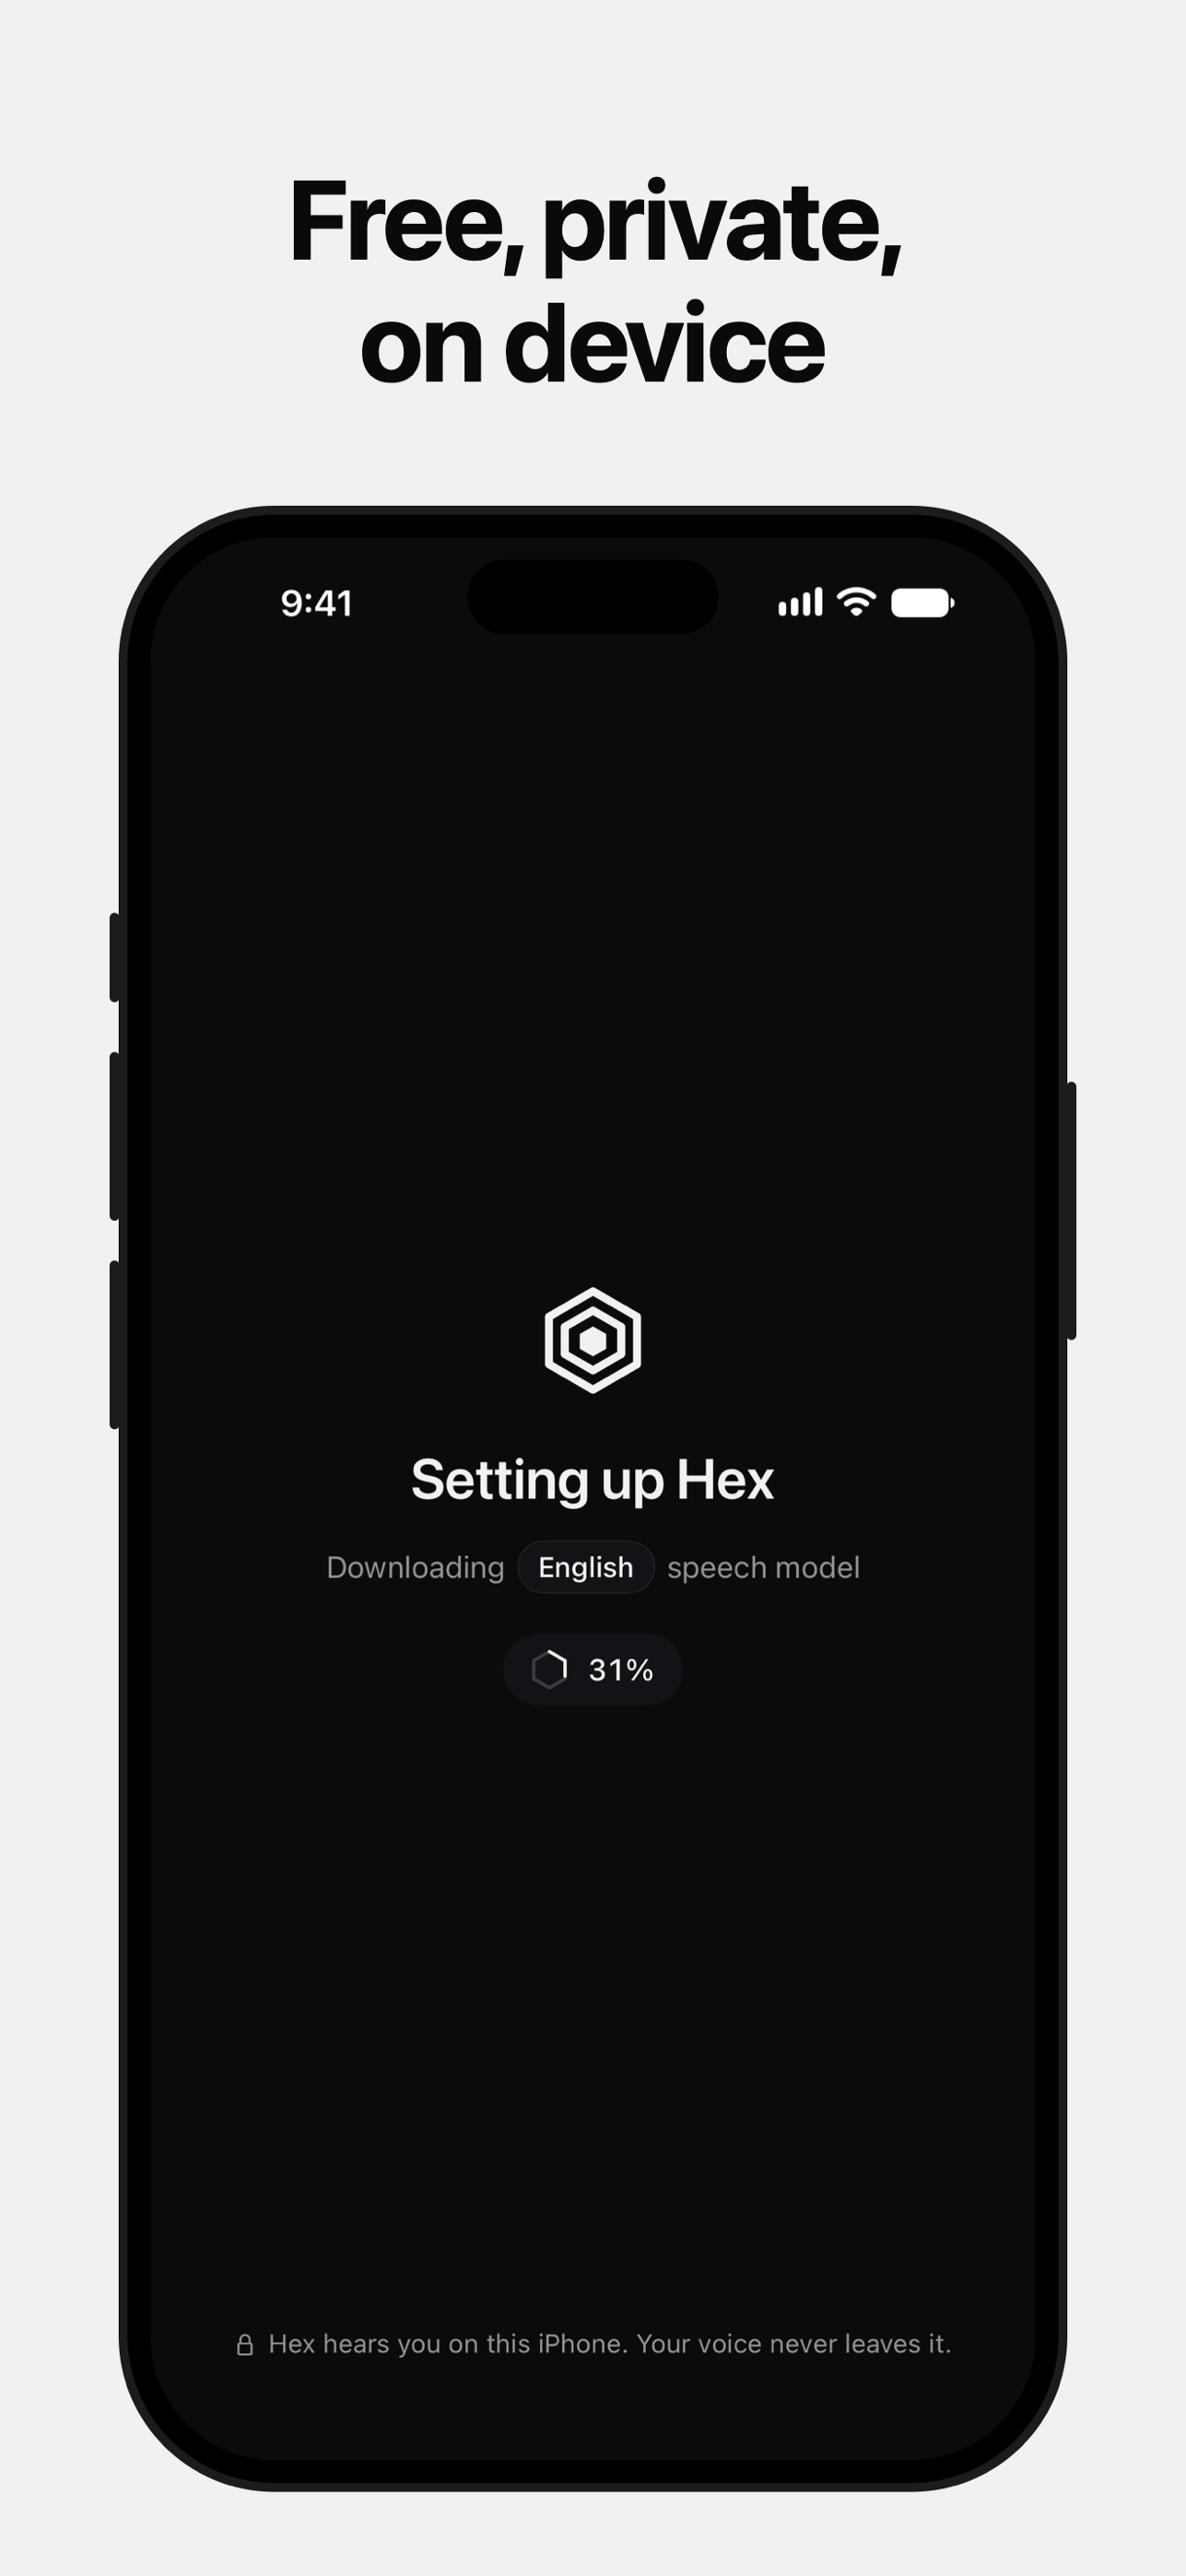 Free, private,
on device
9:41
Setting up Hex
Downloading English speech model
31%
Hex hears you on this iPhone. Your voice never leaves it.